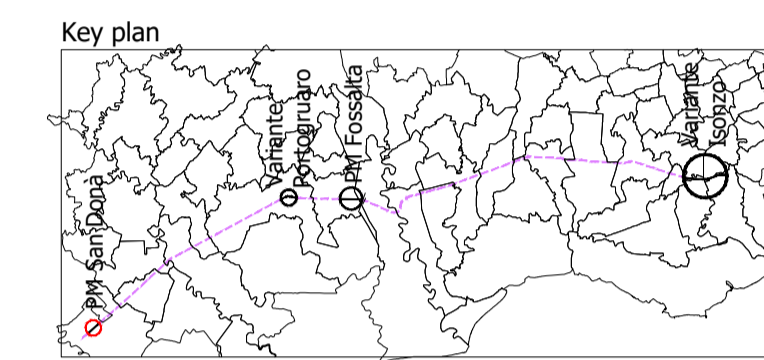 Key plan
PM San Donà
Variante
Portogruaro
PM Fossalta
Variante
Isonzo